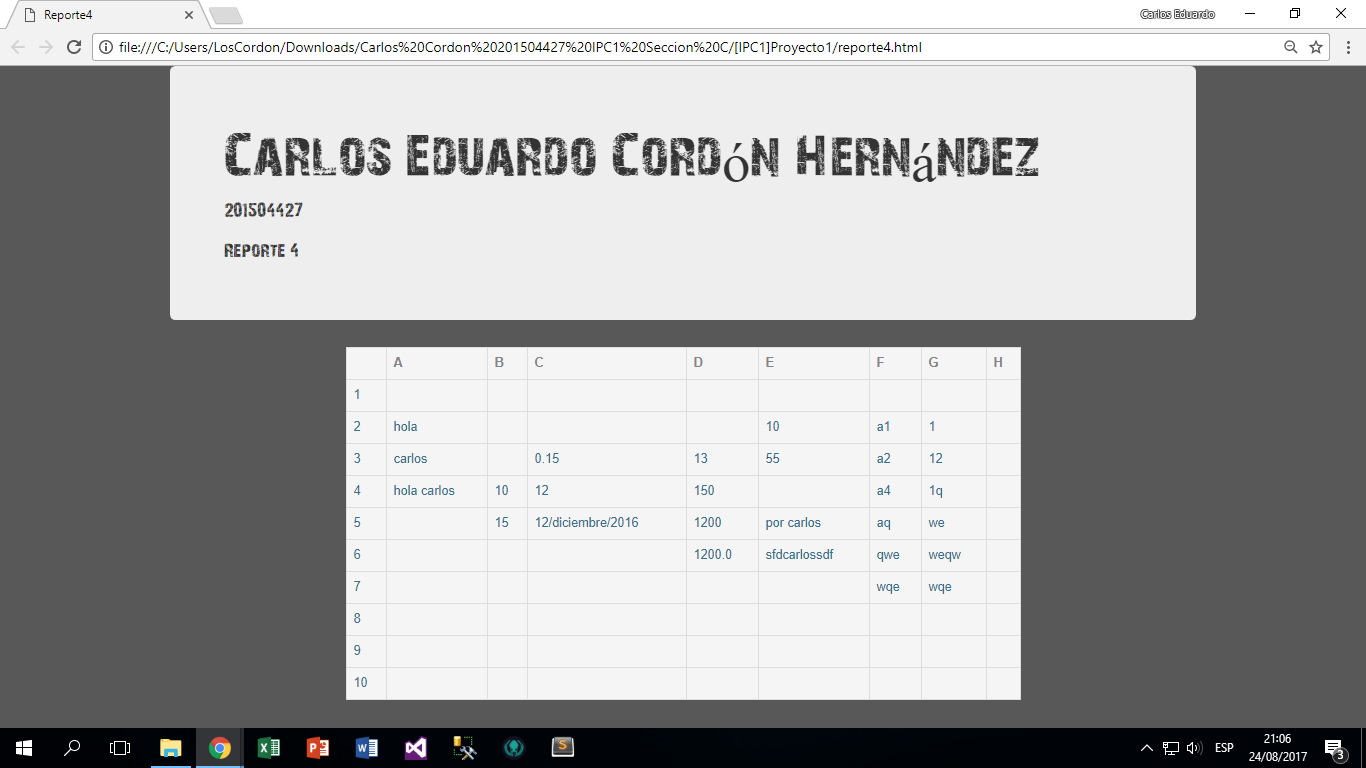 Reporte4
Carlos Eduardo
file:///C:/Users/LosCordon/Downloads/Carlos%20Cordon%20201504427%20IPC1%20Seccion%20C/[IPC1]Proyecto1/reporte4.html
Carlos Eduardo Cordón Hernández
201504427
Reporte 4
A B C D E F G H
1
2 hola 10 a1 1
3 carlos 0.15 13 55 a2 12
4 hola carlos 10 12 150 a4 1q
5 15 12/diciembre/2016 1200 por carlos aq we
6 1200.0 sfdcarlossdf qwe weqw
7 wqe wqe
8
9
10
ESP
21:06
24/08/2017
3